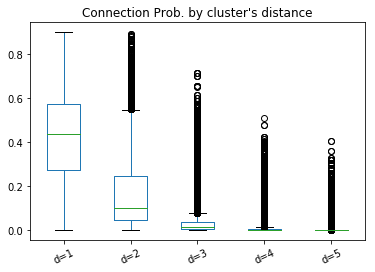 Connection Prob. by cluster's distance
0.8
0.6
0.4
0.2
0.0
d=1 d=2 d=3 d=4 d=5